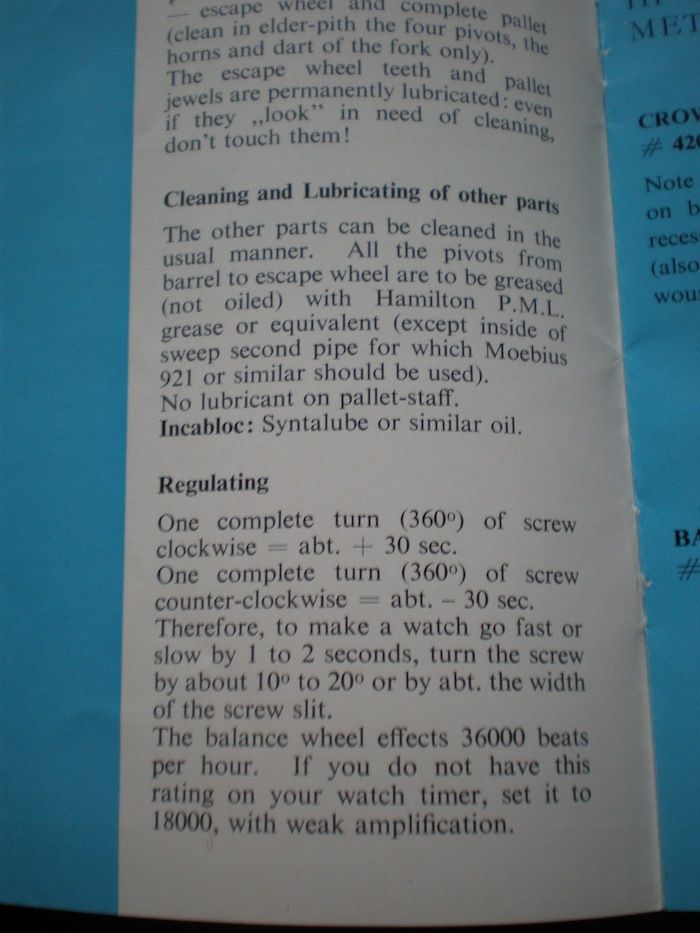 — escape wheel and complete pallet
(clean in elder-pith the four pivots, the
horns and dart of the fork only).
The escape wheel teeth and pallet
jewels are permanently lubricated: even
if they „look” in need of cleaning,
don't touch them!
Cleaning and Lubricating of other parts
The other parts can be cleaned in the
usual manner. All the pivots from
barrel to escape wheel are to be greased
(not oiled) with Hamilton P.M.L.
grease or equivalent (except inside of
sweep second pipe for which Moebius
921 or similar should be used).
No lubricant on pallet-staff.
Incabloc: Syntalube or similar oil.
Regulating
One complete turn (360º) of screw
clockwise = abt. + 30 sec.
One complete turn (360º) of screw
counter-clockwise = abt. – 30 sec.
Therefore, to make a watch go fast or
slow by 1 to 2 seconds, turn the screw
by about 10º to 20º or by abt. the width
of the screw slit.
The balance wheel effects 36000 beats
per hour. If you do not have this
rating on your watch timer, set it to
18000, with weak amplification.
MET
CROW
# 420
Note
on b
reces
(also
wour
BA
#